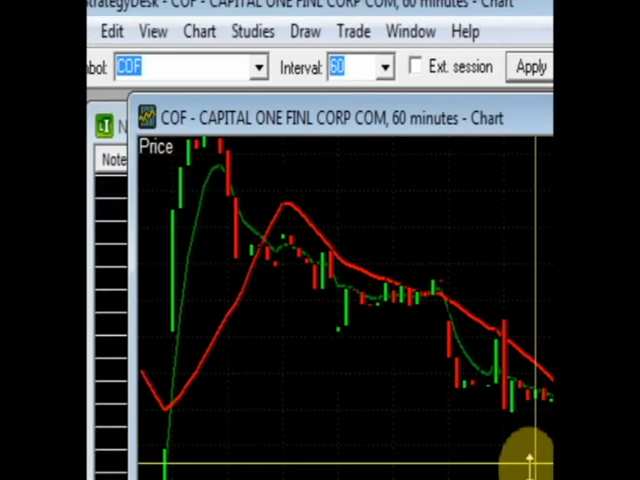 StrategyDesk - COF - CAPITAL ONE FINL CORP COM, 60 minutes - Chart
Edit View Chart Studies Draw Trade Window Help
bol: COF Interval: 60 Ext. session Apply
COF - CAPITAL ONE FINL CORP COM, 60 minutes - Chart
LI N
Note
Price